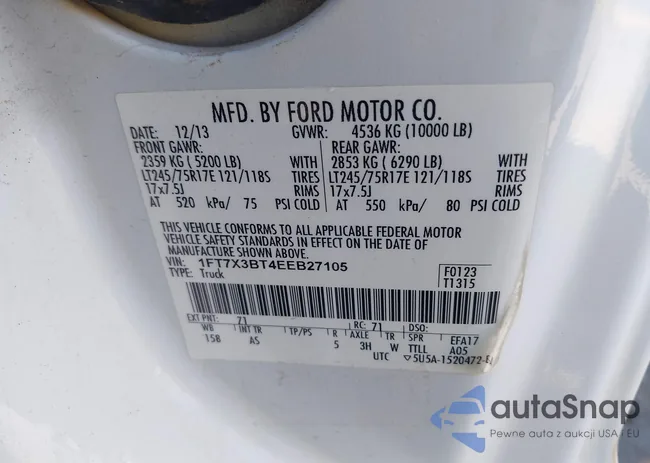 MFD. BY FORD MOTOR CO.
DATE: 12/13 GVWR: 4536 KG (10000 LB)
FRONT GAWR: REAR GAWR:
2359 KG ( 5200 LB) WITH 2853 KG ( 6290 LB) WITH
LT245/75R17E 121/118S TIRES LT245/75R17E 121/118S TIRES
17x7.5J RIMS 17x7.5J RIMS
AT 520 kPa/ 75 PSI COLD AT 550 kPa/ 80 PSI COLD
THIS VEHICLE CONFORMS TO ALL APPLICABLE FEDERAL MOTOR
VEHICLE SAFETY STANDARDS IN EFFECT ON THE DATE OF
MANUFACTURE SHOWN ABOVE.
VIN: 1FT7X3BT4EEB27105
TYPE: Truck
F0123
T1315
EXT PNT: 71 RC: 71 DSO:
WB INT TR TP/PS R AXLE TR SPR EFA17
158 AS 5 3H W TTLL A05
UTC 5U5A-1520472-
autoSnap
Pewne auta z aukcji USA i EU